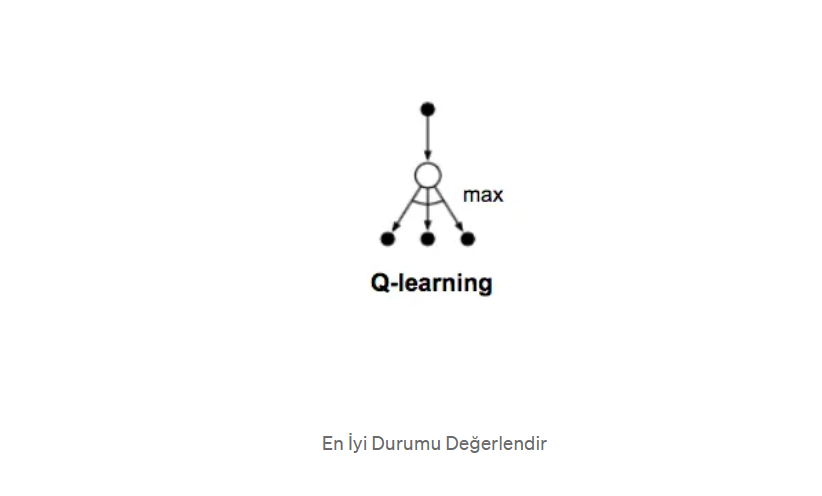 max
Q-learning
En İyi Durumu Değerlendir